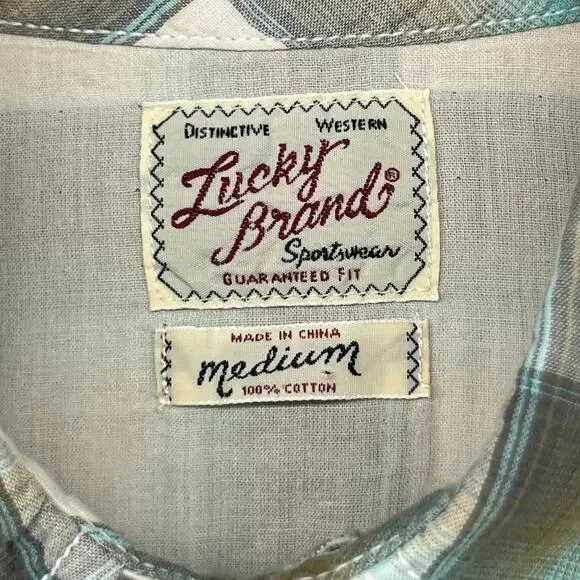 Distinctive Western
Lucky
Brand®
Sportswear
Guaranteed Fit
MADE IN CHINA
medium
100% COTTON